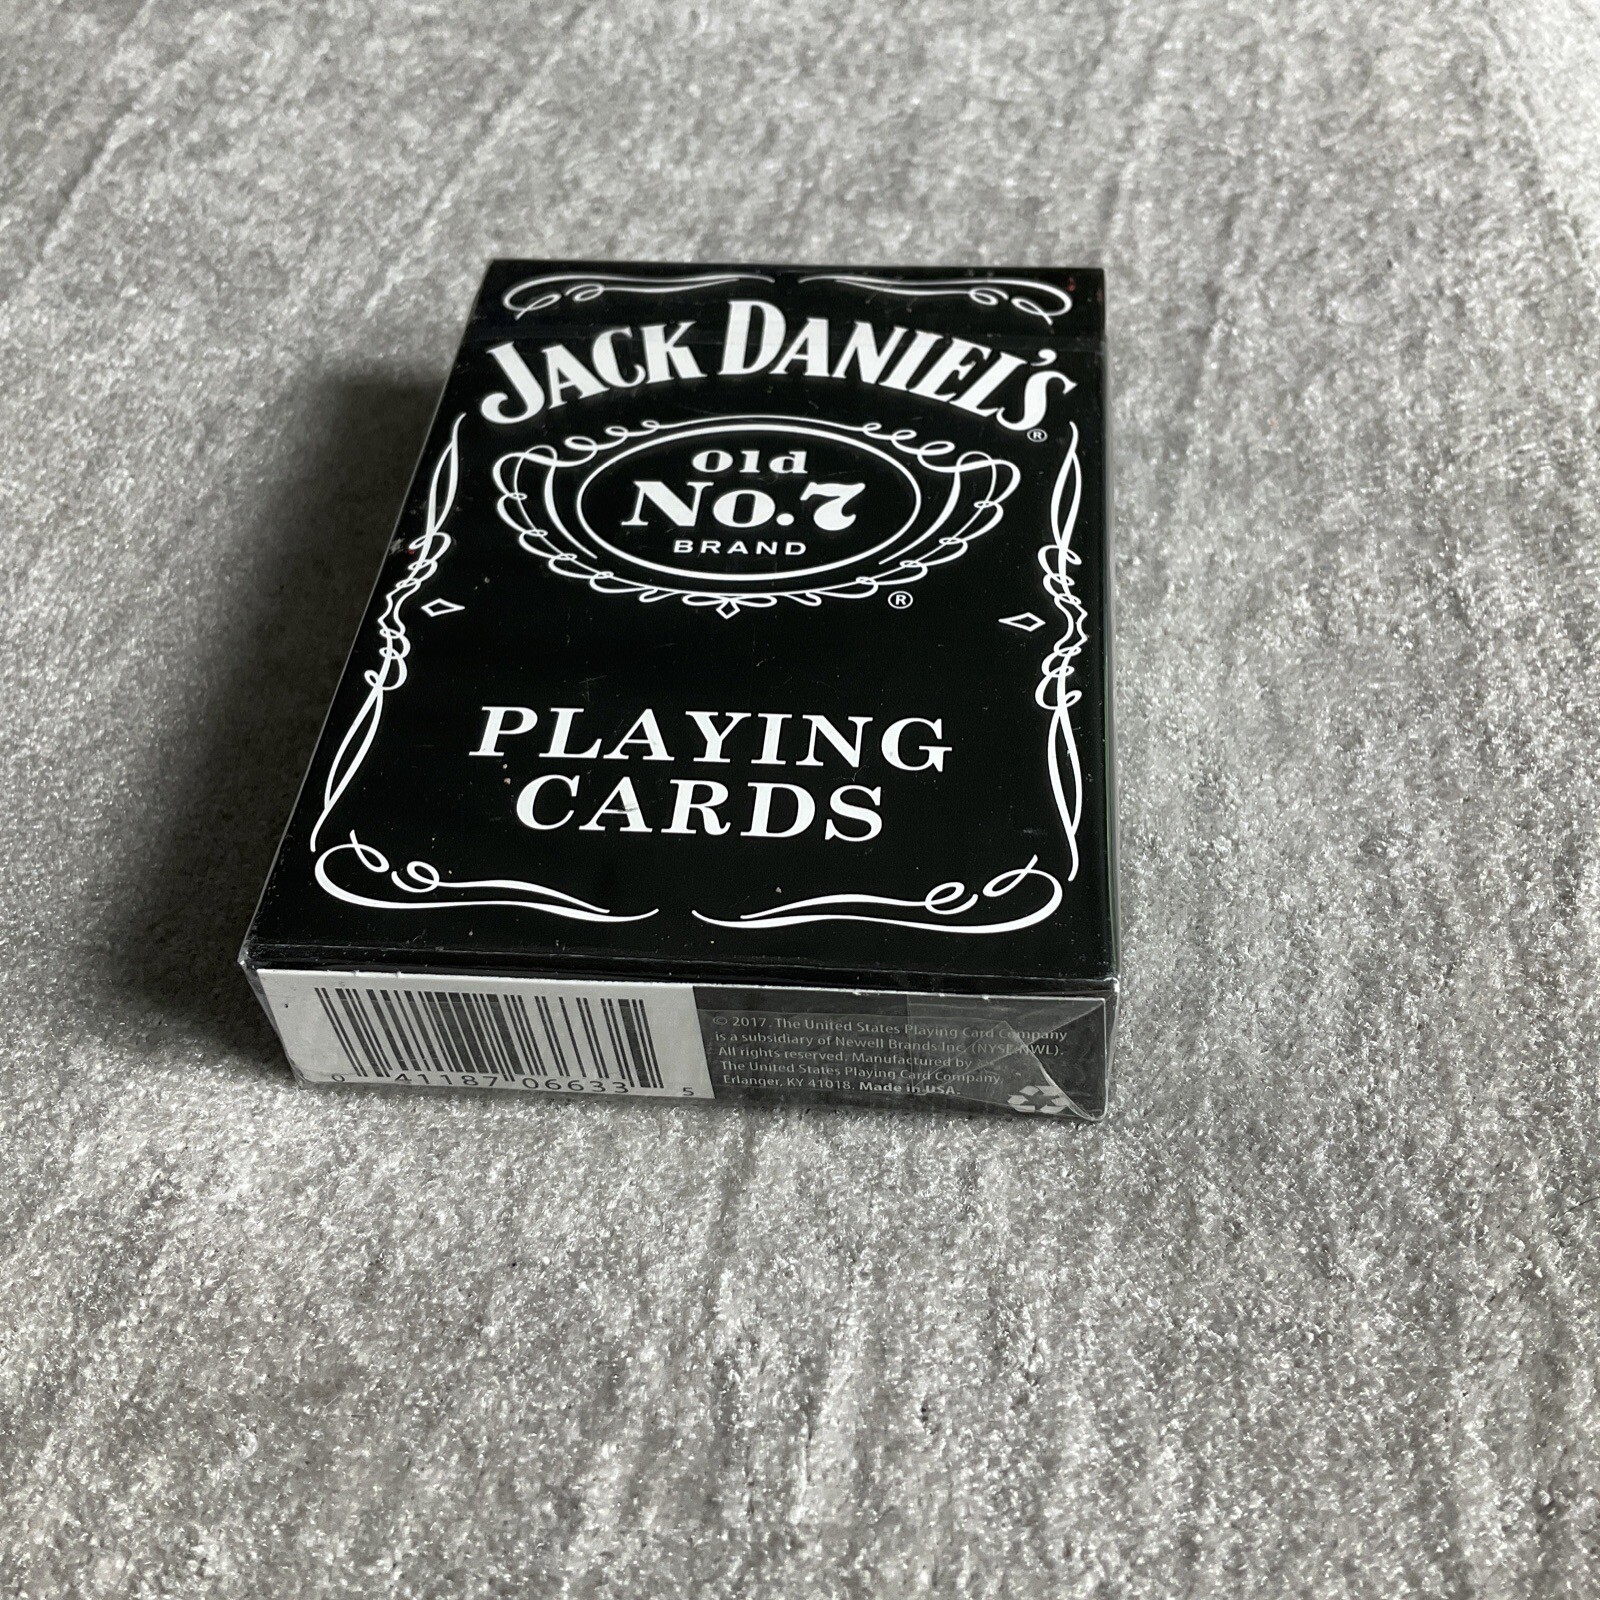 JACK DANIEL'S
®
Old
No.7
BRAND
®
PLAYING
CARDS
0 41187 06633 5
© 2017. The United States Playing Card Company
is a subsidiary of Newell Brands Inc. (NYSE:NWL).
All rights reserved. Manufactured by
The United States Playing Card Company,
Erlanger, KY 41018. Made in USA.